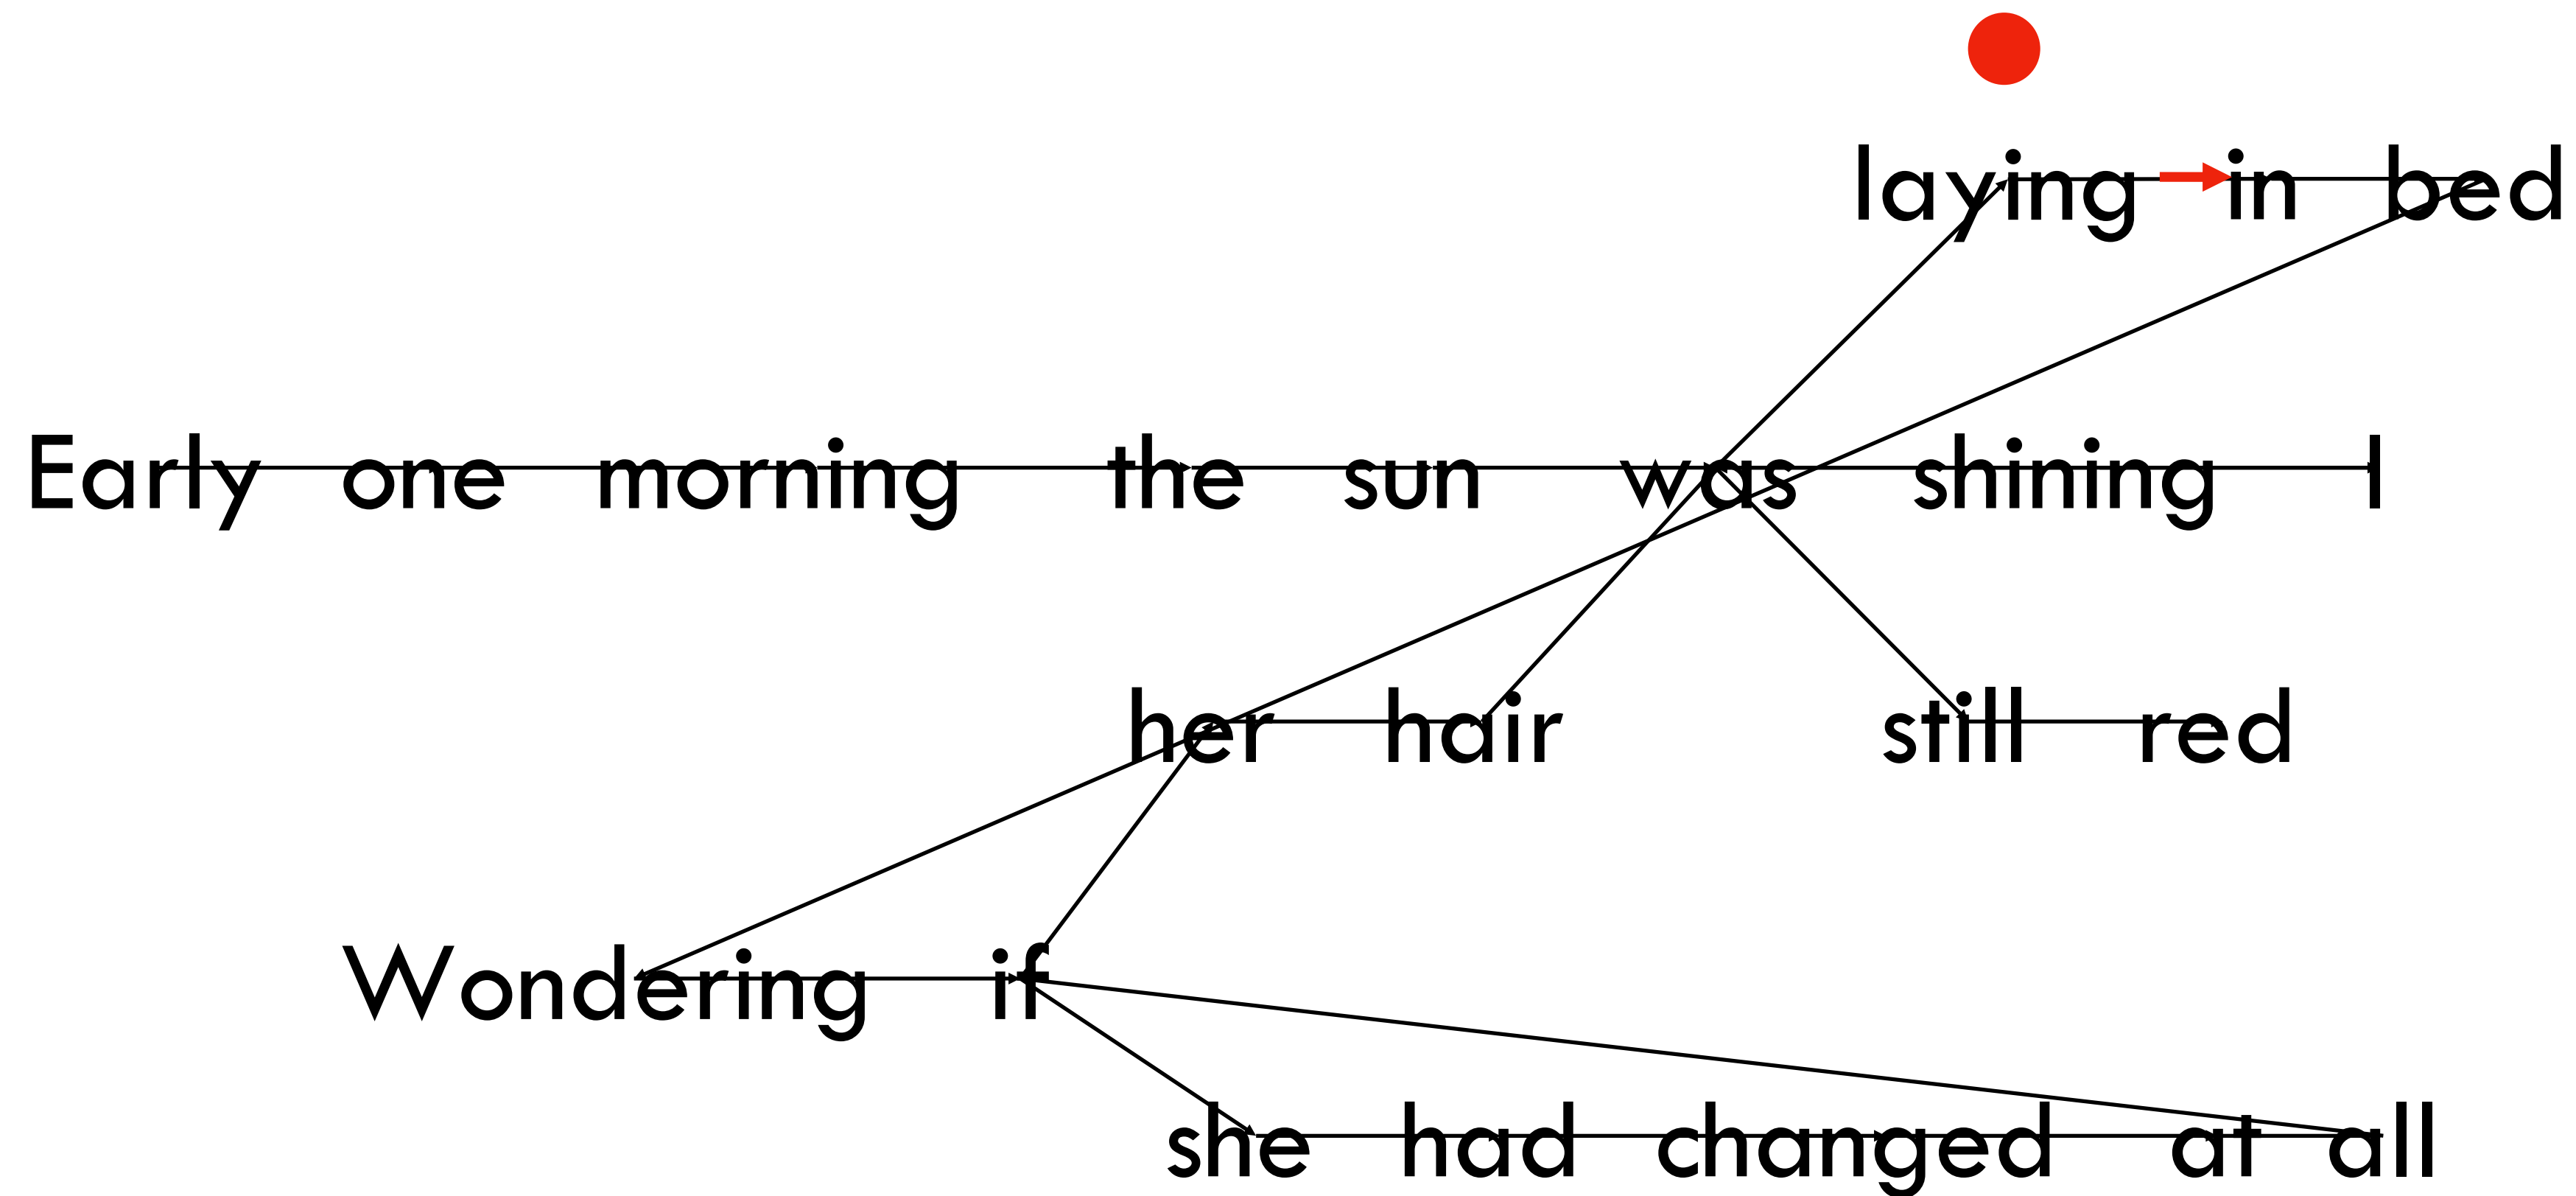 laying in bed
Early one morning the sun was shining I
her hair still red
Wondering if
she had changed at all